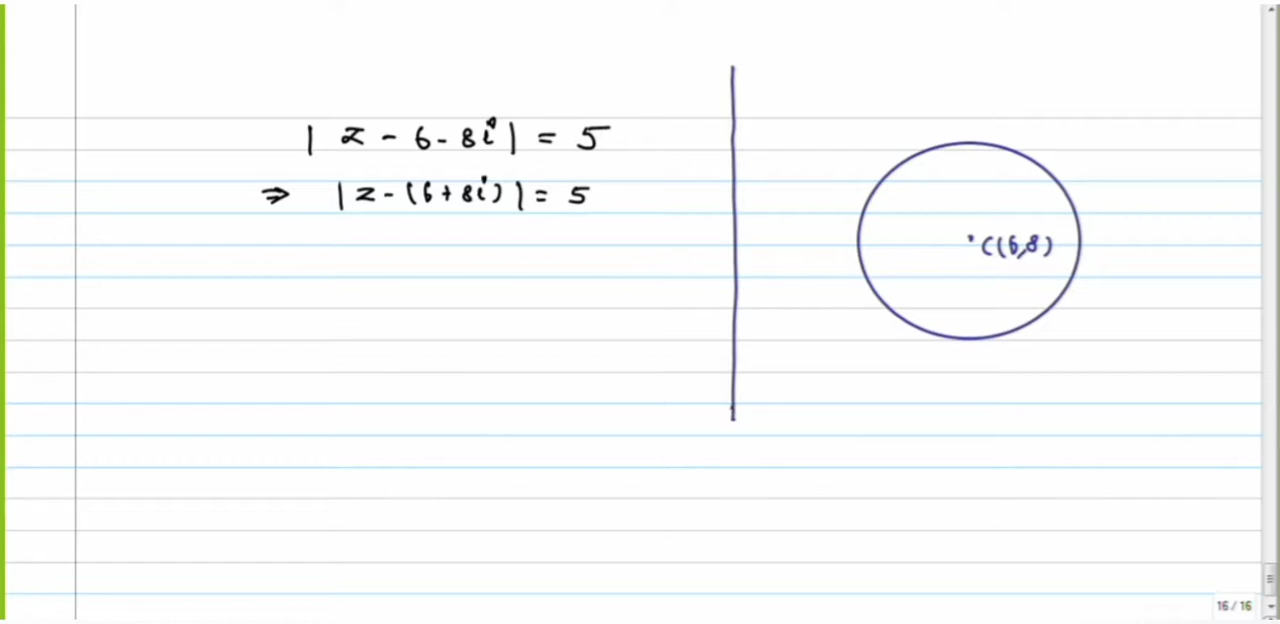 | z - 6 - 8i | = 5
⇒ | z - (6 + 8i) | = 5
C(6,8)
16 / 16